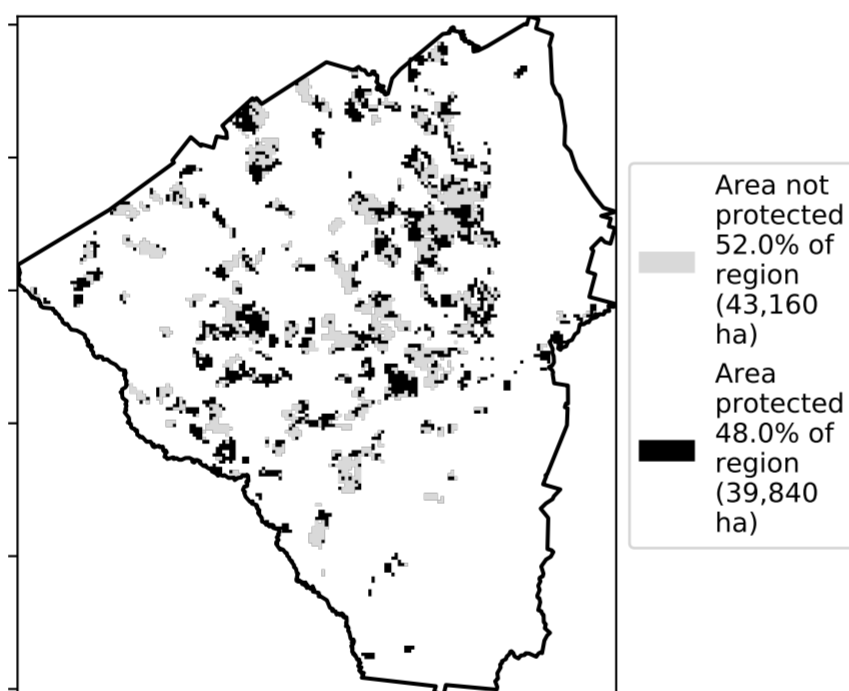 Area not
protected
52.0% of
region
(43,160
ha)
Area
protected
48.0% of
region
(39,840
ha)